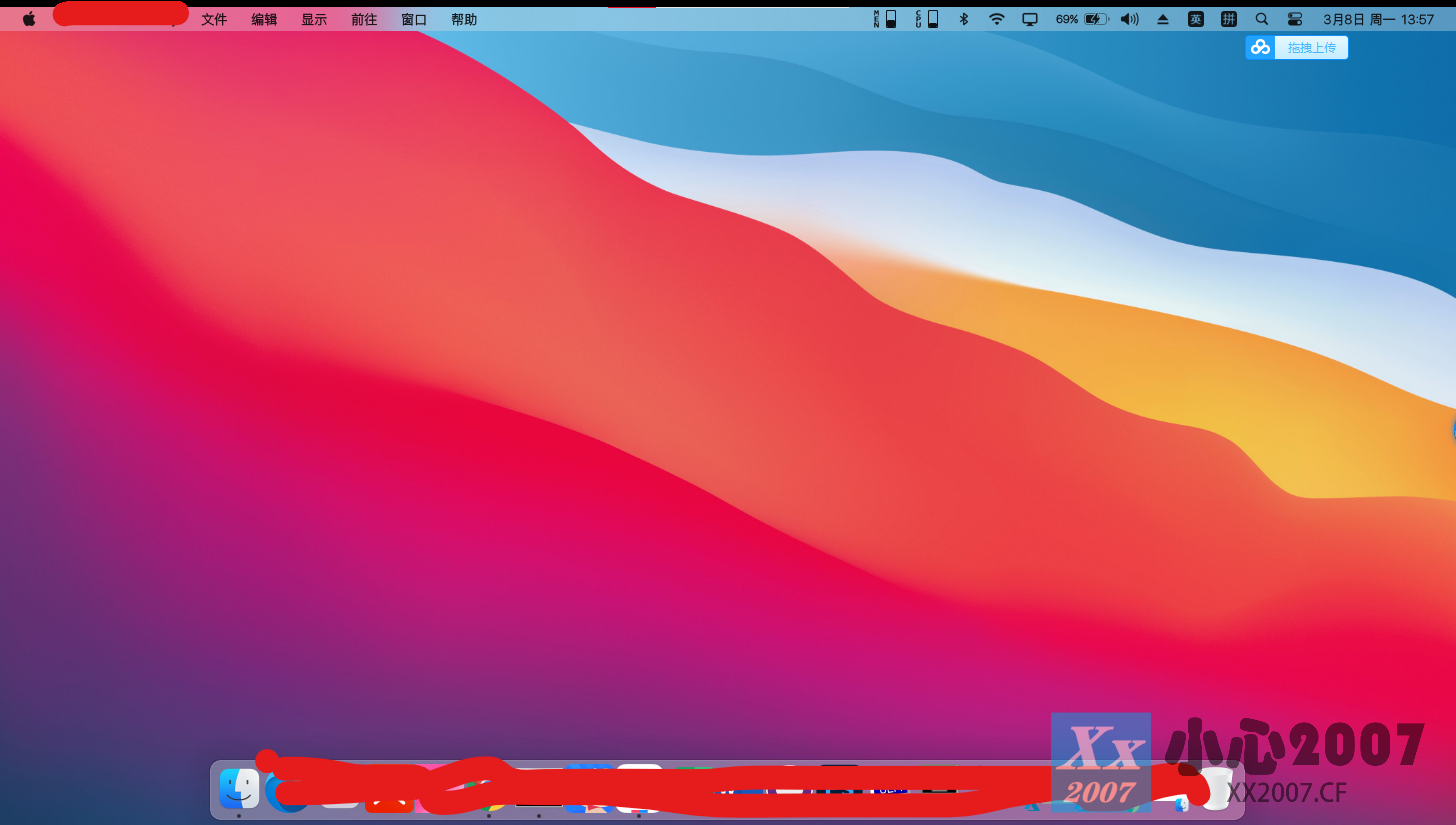 文件 编辑 显示 前往 窗口 帮助 MEN CPU 69% 英 拼 3月8日 周一 13:57
拖拽上传
Xx 小心2007
2007 XX2007.CF